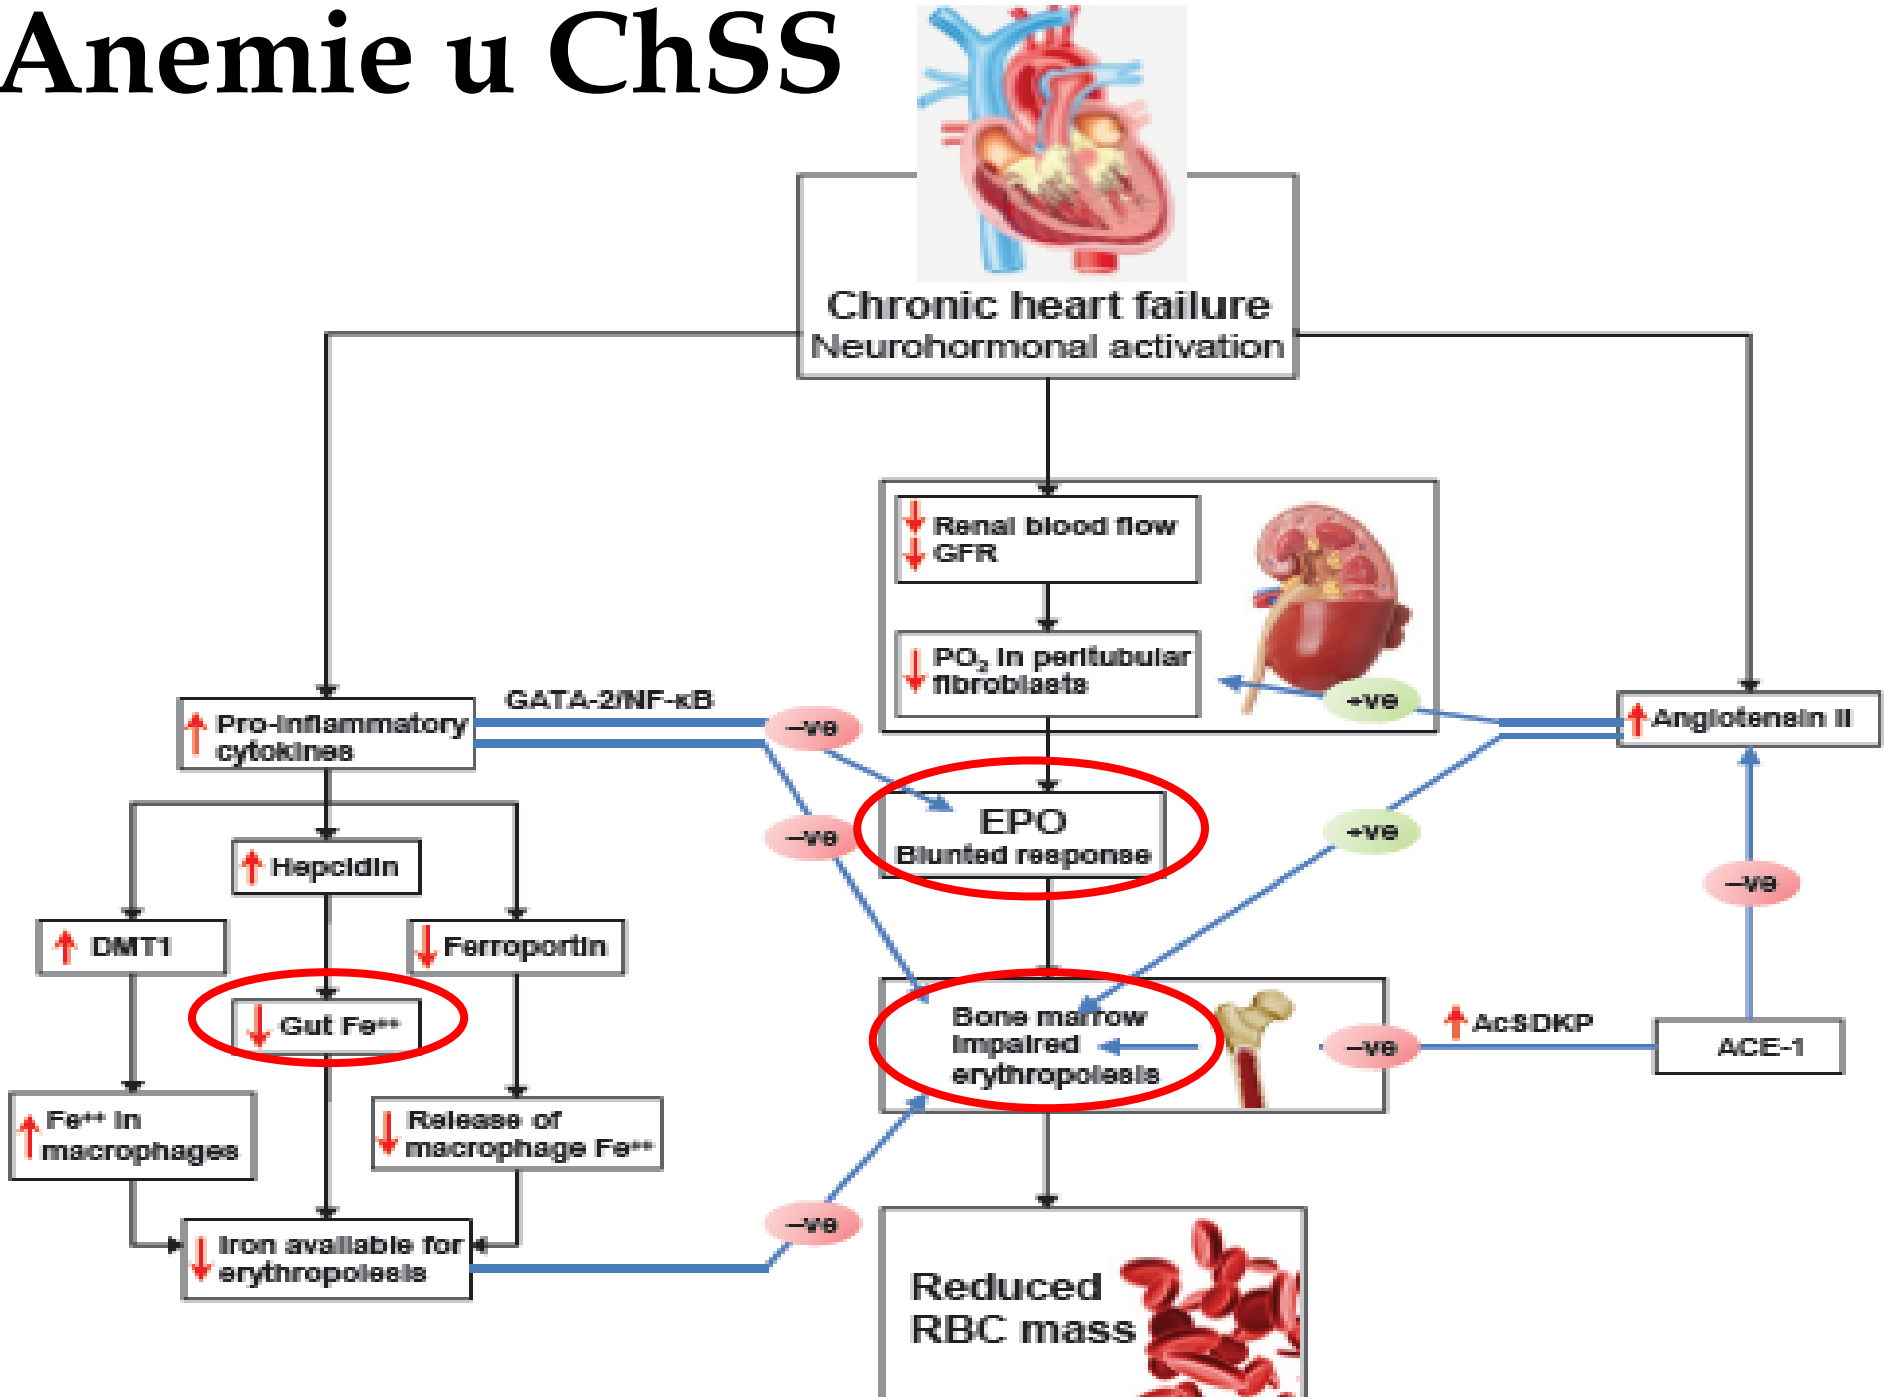 Anemie u ChSS
Chronic heart failure
Neurohormonal activation
Renal blood flow
GFR
PO₂ in peritubular
fibroblasts
GATA-2/NF-κB
Pro-inflammatory
cytokines
–ve
+ve
Angiotensin II
EPO
Blunted response
–ve
+ve
Hepcidin
–ve
DMT1
Ferroportin
Gut Fe⁺⁺
Bone marrow
impaired
erythropoiesis
–ve
AcSDKP
ACE-1
Fe⁺⁺ in
macrophages
Release of
macrophage Fe⁺⁺
–ve
Iron available for
erythropoiesis
Reduced
RBC mass